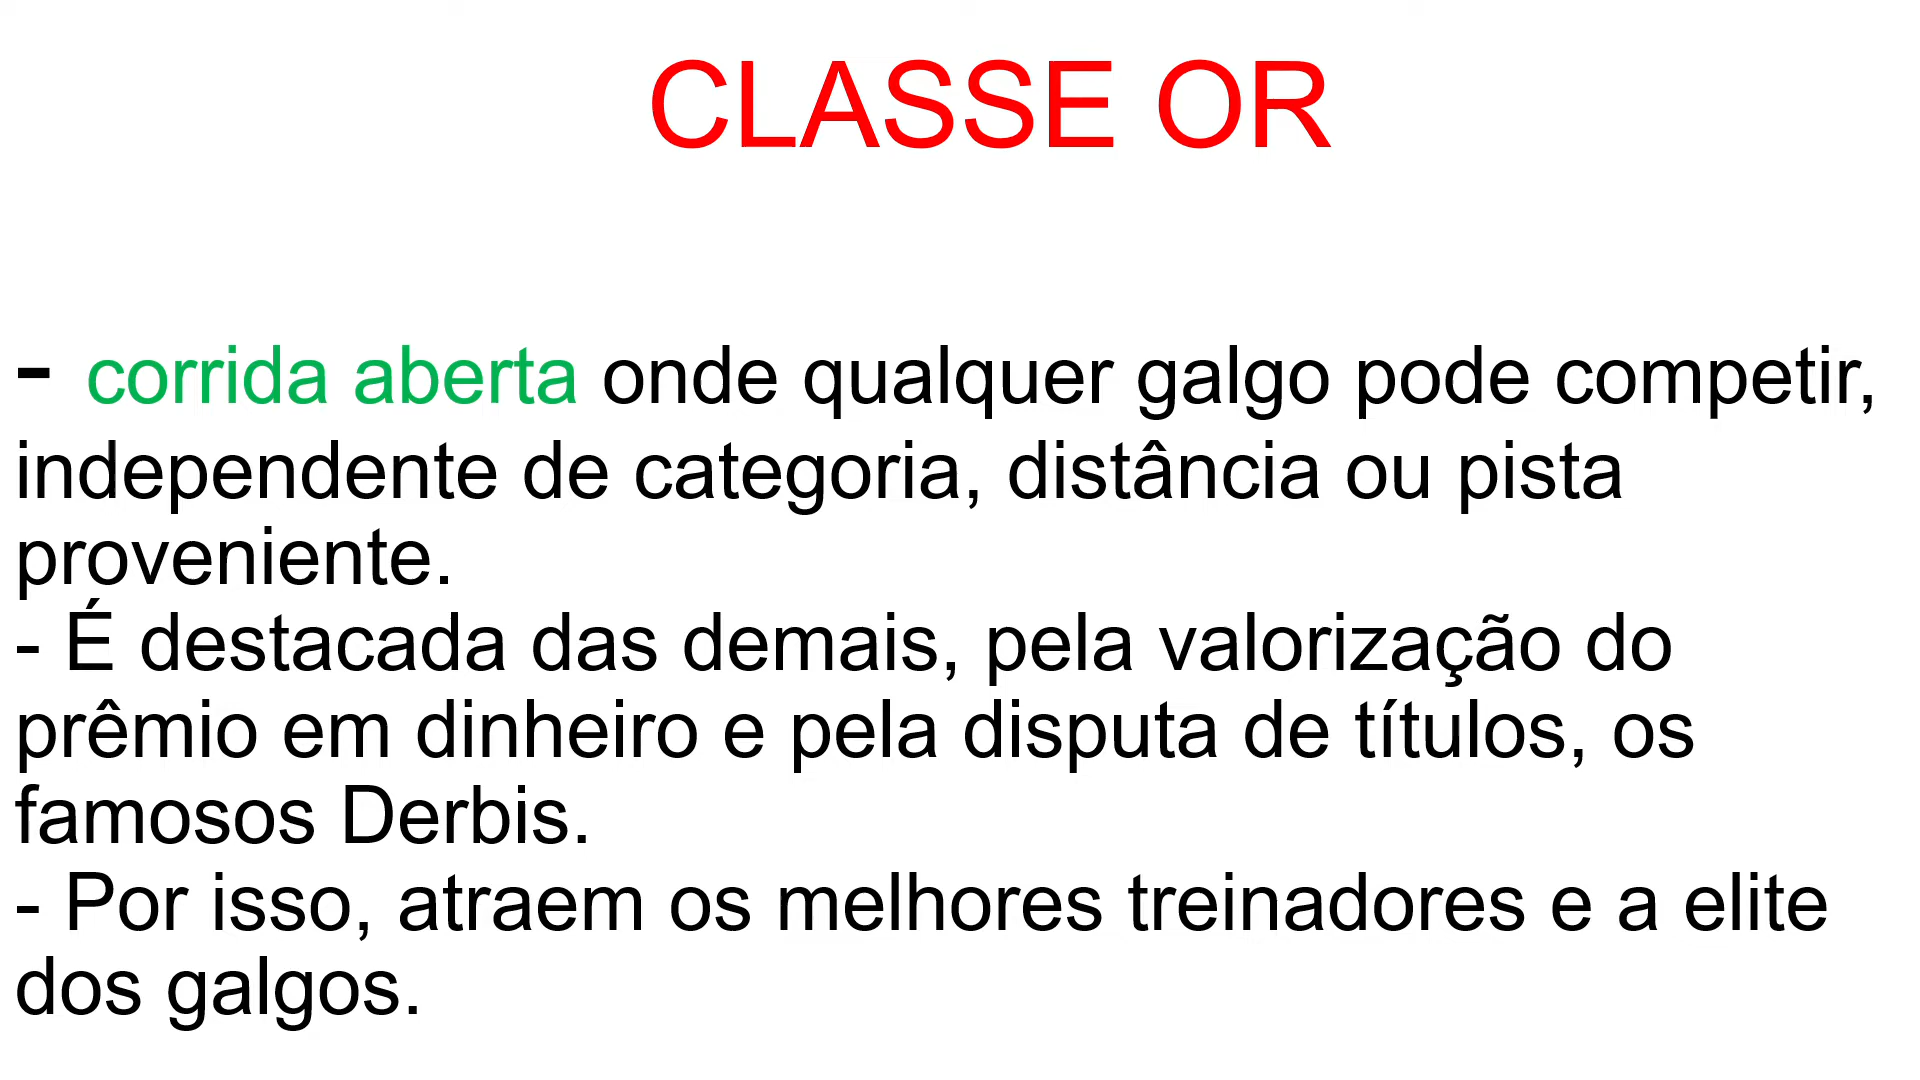 CLASSE OR
- corrida aberta onde qualquer galgo pode competir,
independente de categoria, distância ou pista
proveniente.
- É destacada das demais, pela valorização do
prêmio em dinheiro e pela disputa de títulos, os
famosos Derbis.
- Por isso, atraem os melhores treinadores e a elite
dos galgos.